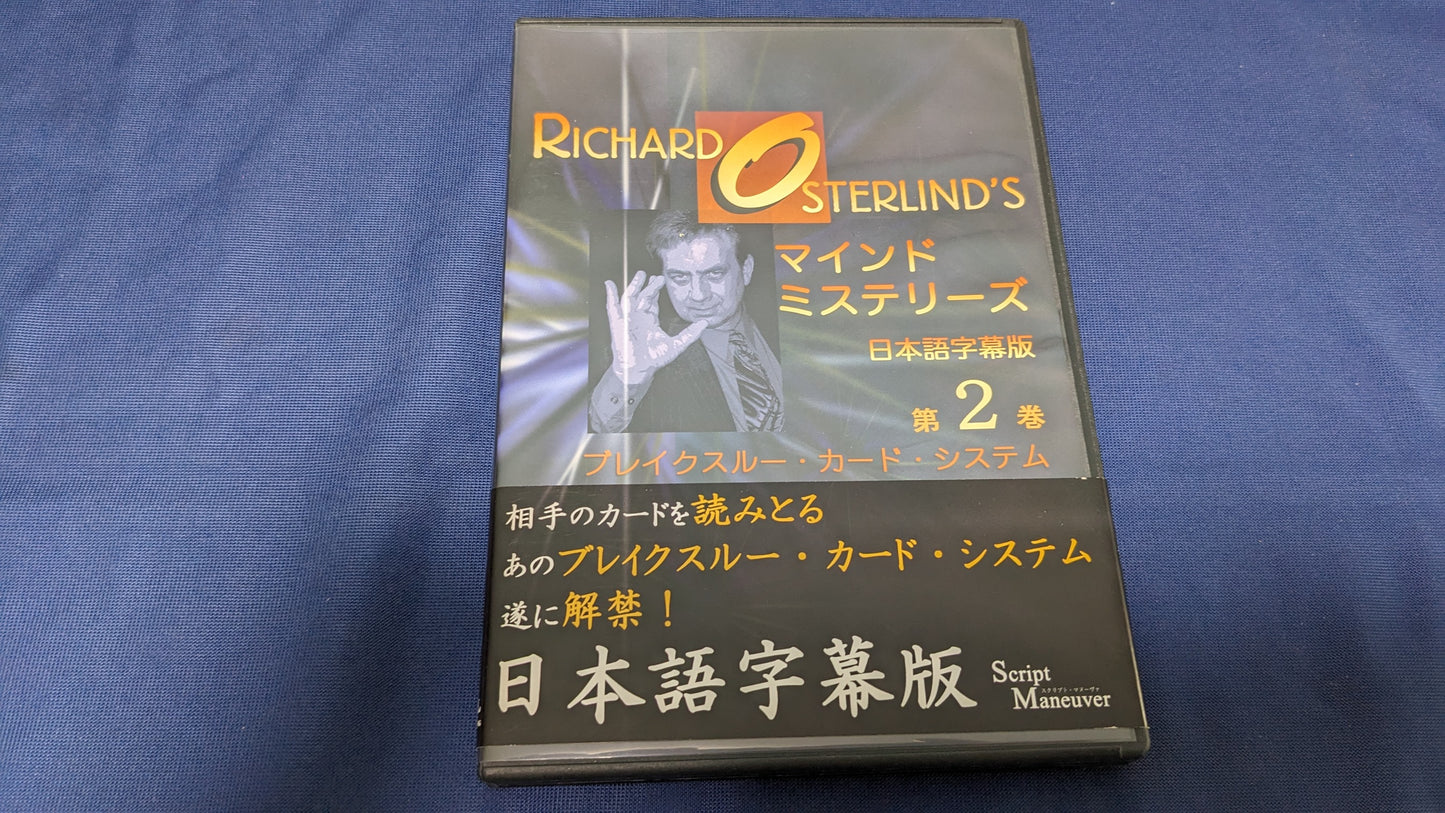 RICHARD
OSTERLIND'S
マインド
ミステリーズ
日本語字幕版
第2巻
ブレイクスルー・カード・システム
相手のカードを読みとる
あのブレイクスルー・カード・システム
遂に解禁！
日本語字幕版
Script
スクリプト・マヌーヴァ
Maneuver